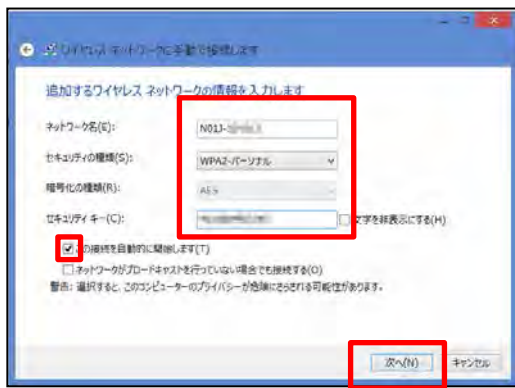 ワイヤレス ネットワークに手動で接続します
追加するワイヤレス ネットワークの情報を入力します
ネットワーク名(E): N01J-
セキュリティの種類(S): WPA2-パーソナル
暗号化の種類(R): AES
セキュリティ キー(C): 文字を非表示にする(H)
この接続を自動的に開始します(T)
ネットワークがブロードキャストを行っていない場合でも接続する(O)
警告: 選択すると、このコンピューターのプライバシーが危険にさらされる可能性があります。
次へ(N) キャンセル